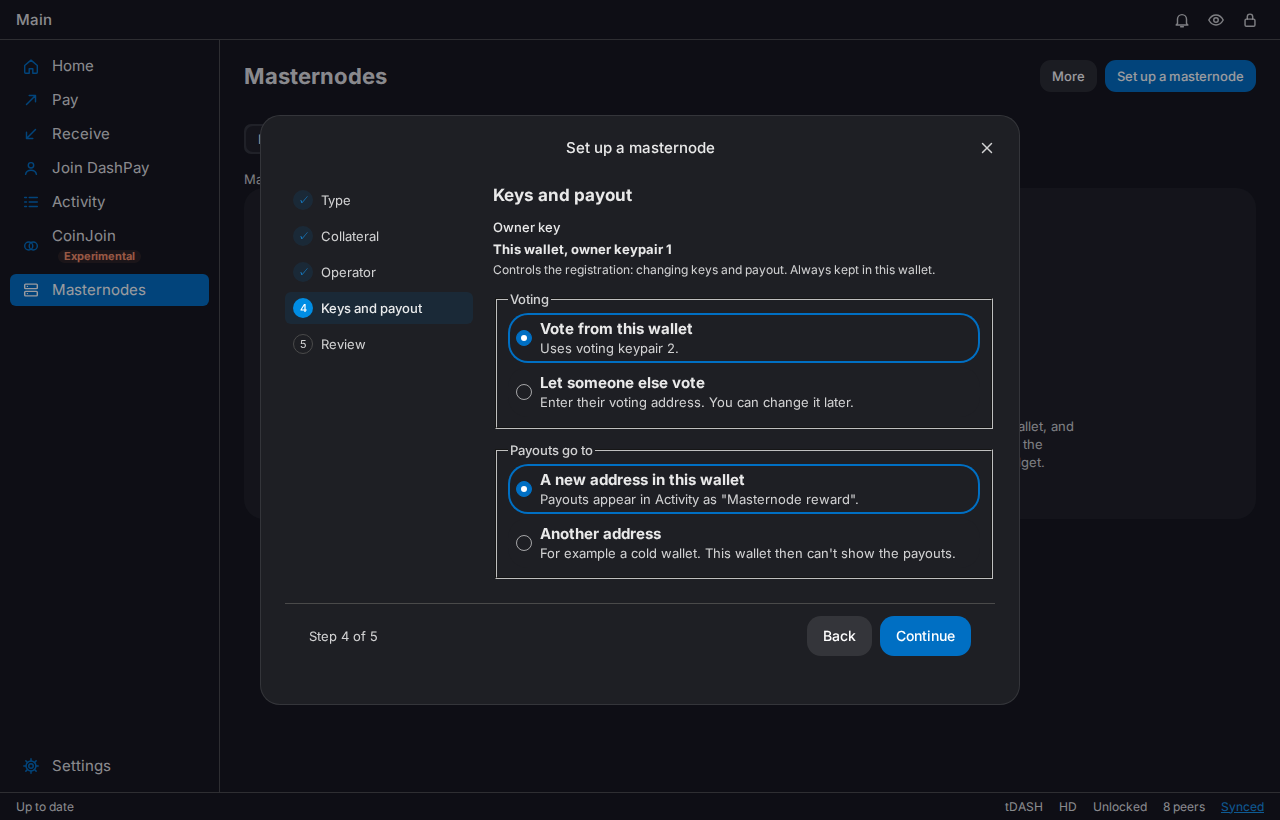 Main
Home
Pay
Receive
Join DashPay
Activity
CoinJoin
Experimental
Masternodes
Settings
Masternodes
More
Set up a masternode
Set up a masternode
Type
Collateral
Operator
4 Keys and payout
5 Review
Keys and payout
Owner key
This wallet, owner keypair 1
Controls the registration: changing keys and payout. Always kept in this wallet.
Voting
Vote from this wallet
Uses voting keypair 2.
Let someone else vote
Enter their voting address. You can change it later.
Payouts go to
A new address in this wallet
Payouts appear in Activity as "Masternode reward".
Another address
For example a cold wallet. This wallet then can't show the payouts.
Step 4 of 5
Back
Continue
and
the
Up to date
tDASH
HD
Unlocked
8 peers
Synced